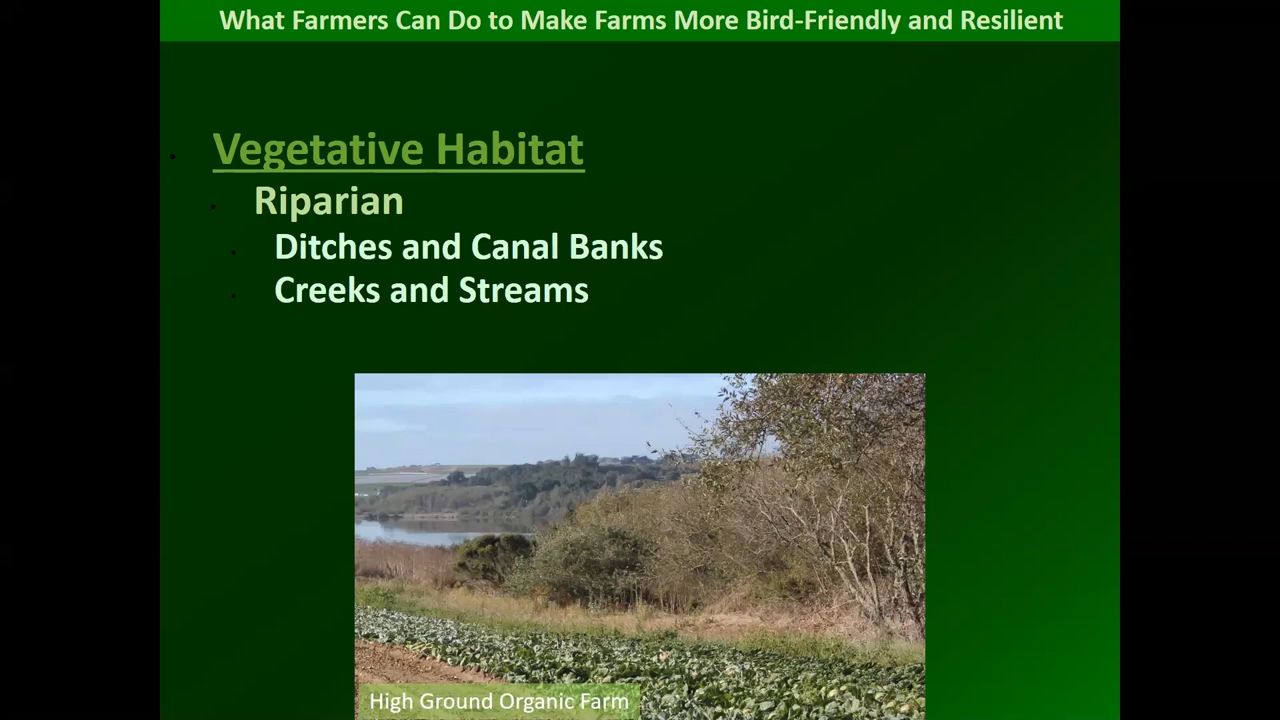 What Farmers Can Do to Make Farms More Bird-Friendly and Resilient
Vegetative Habitat
Riparian
Ditches and Canal Banks
Creeks and Streams
High Ground Organic Farm